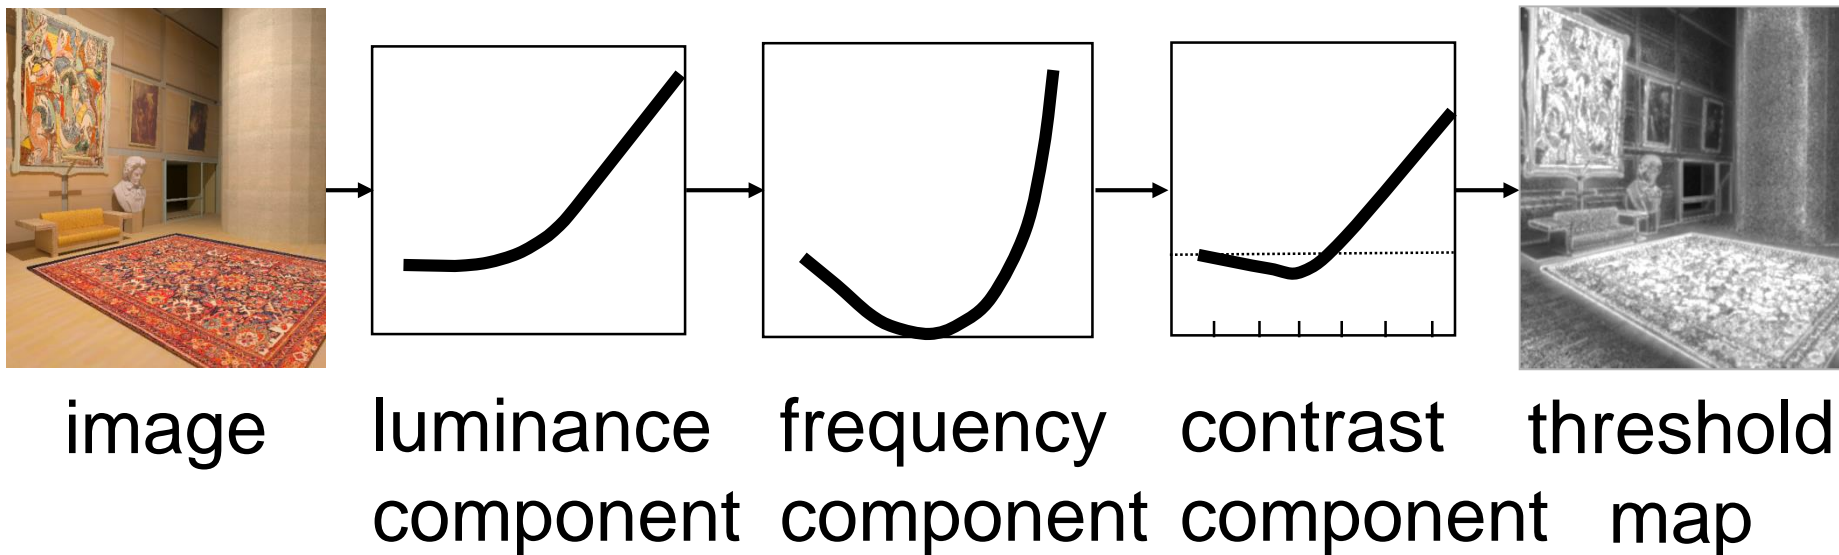 image
luminance component
frequency component
contrast component
threshold map